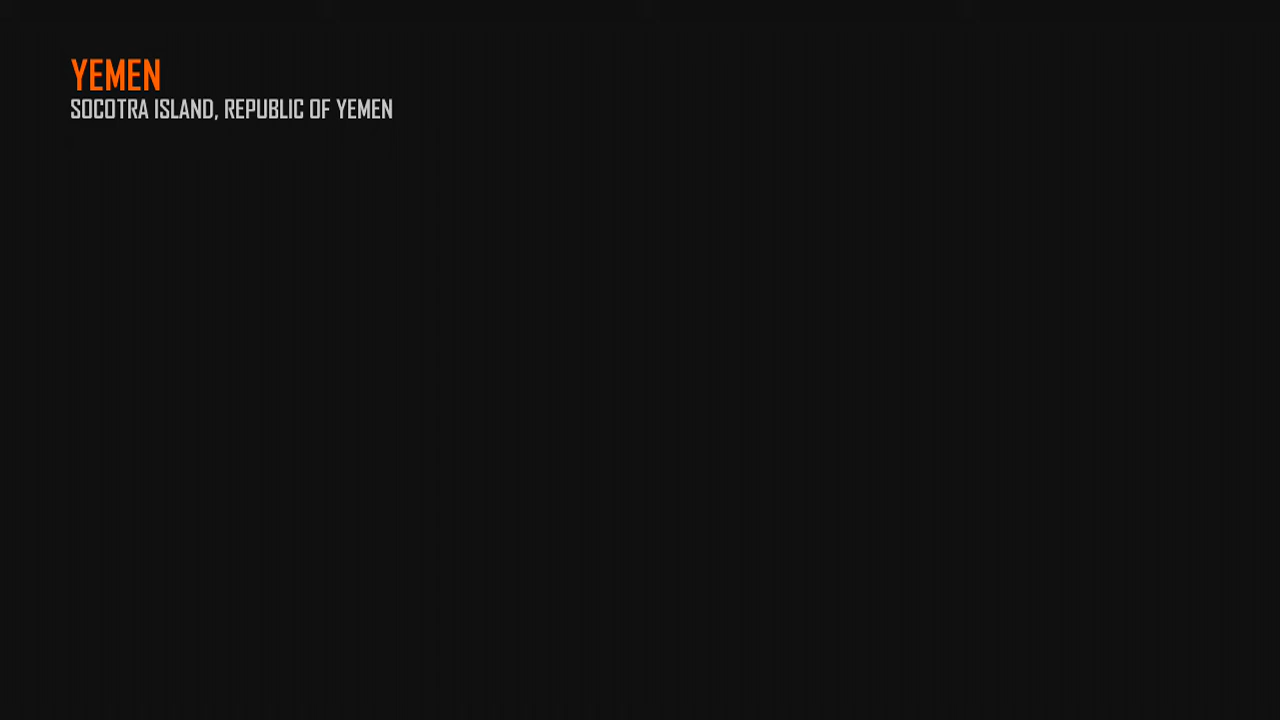 YEMEN
SOCOTRA ISLAND, REPUBLIC OF YEMEN